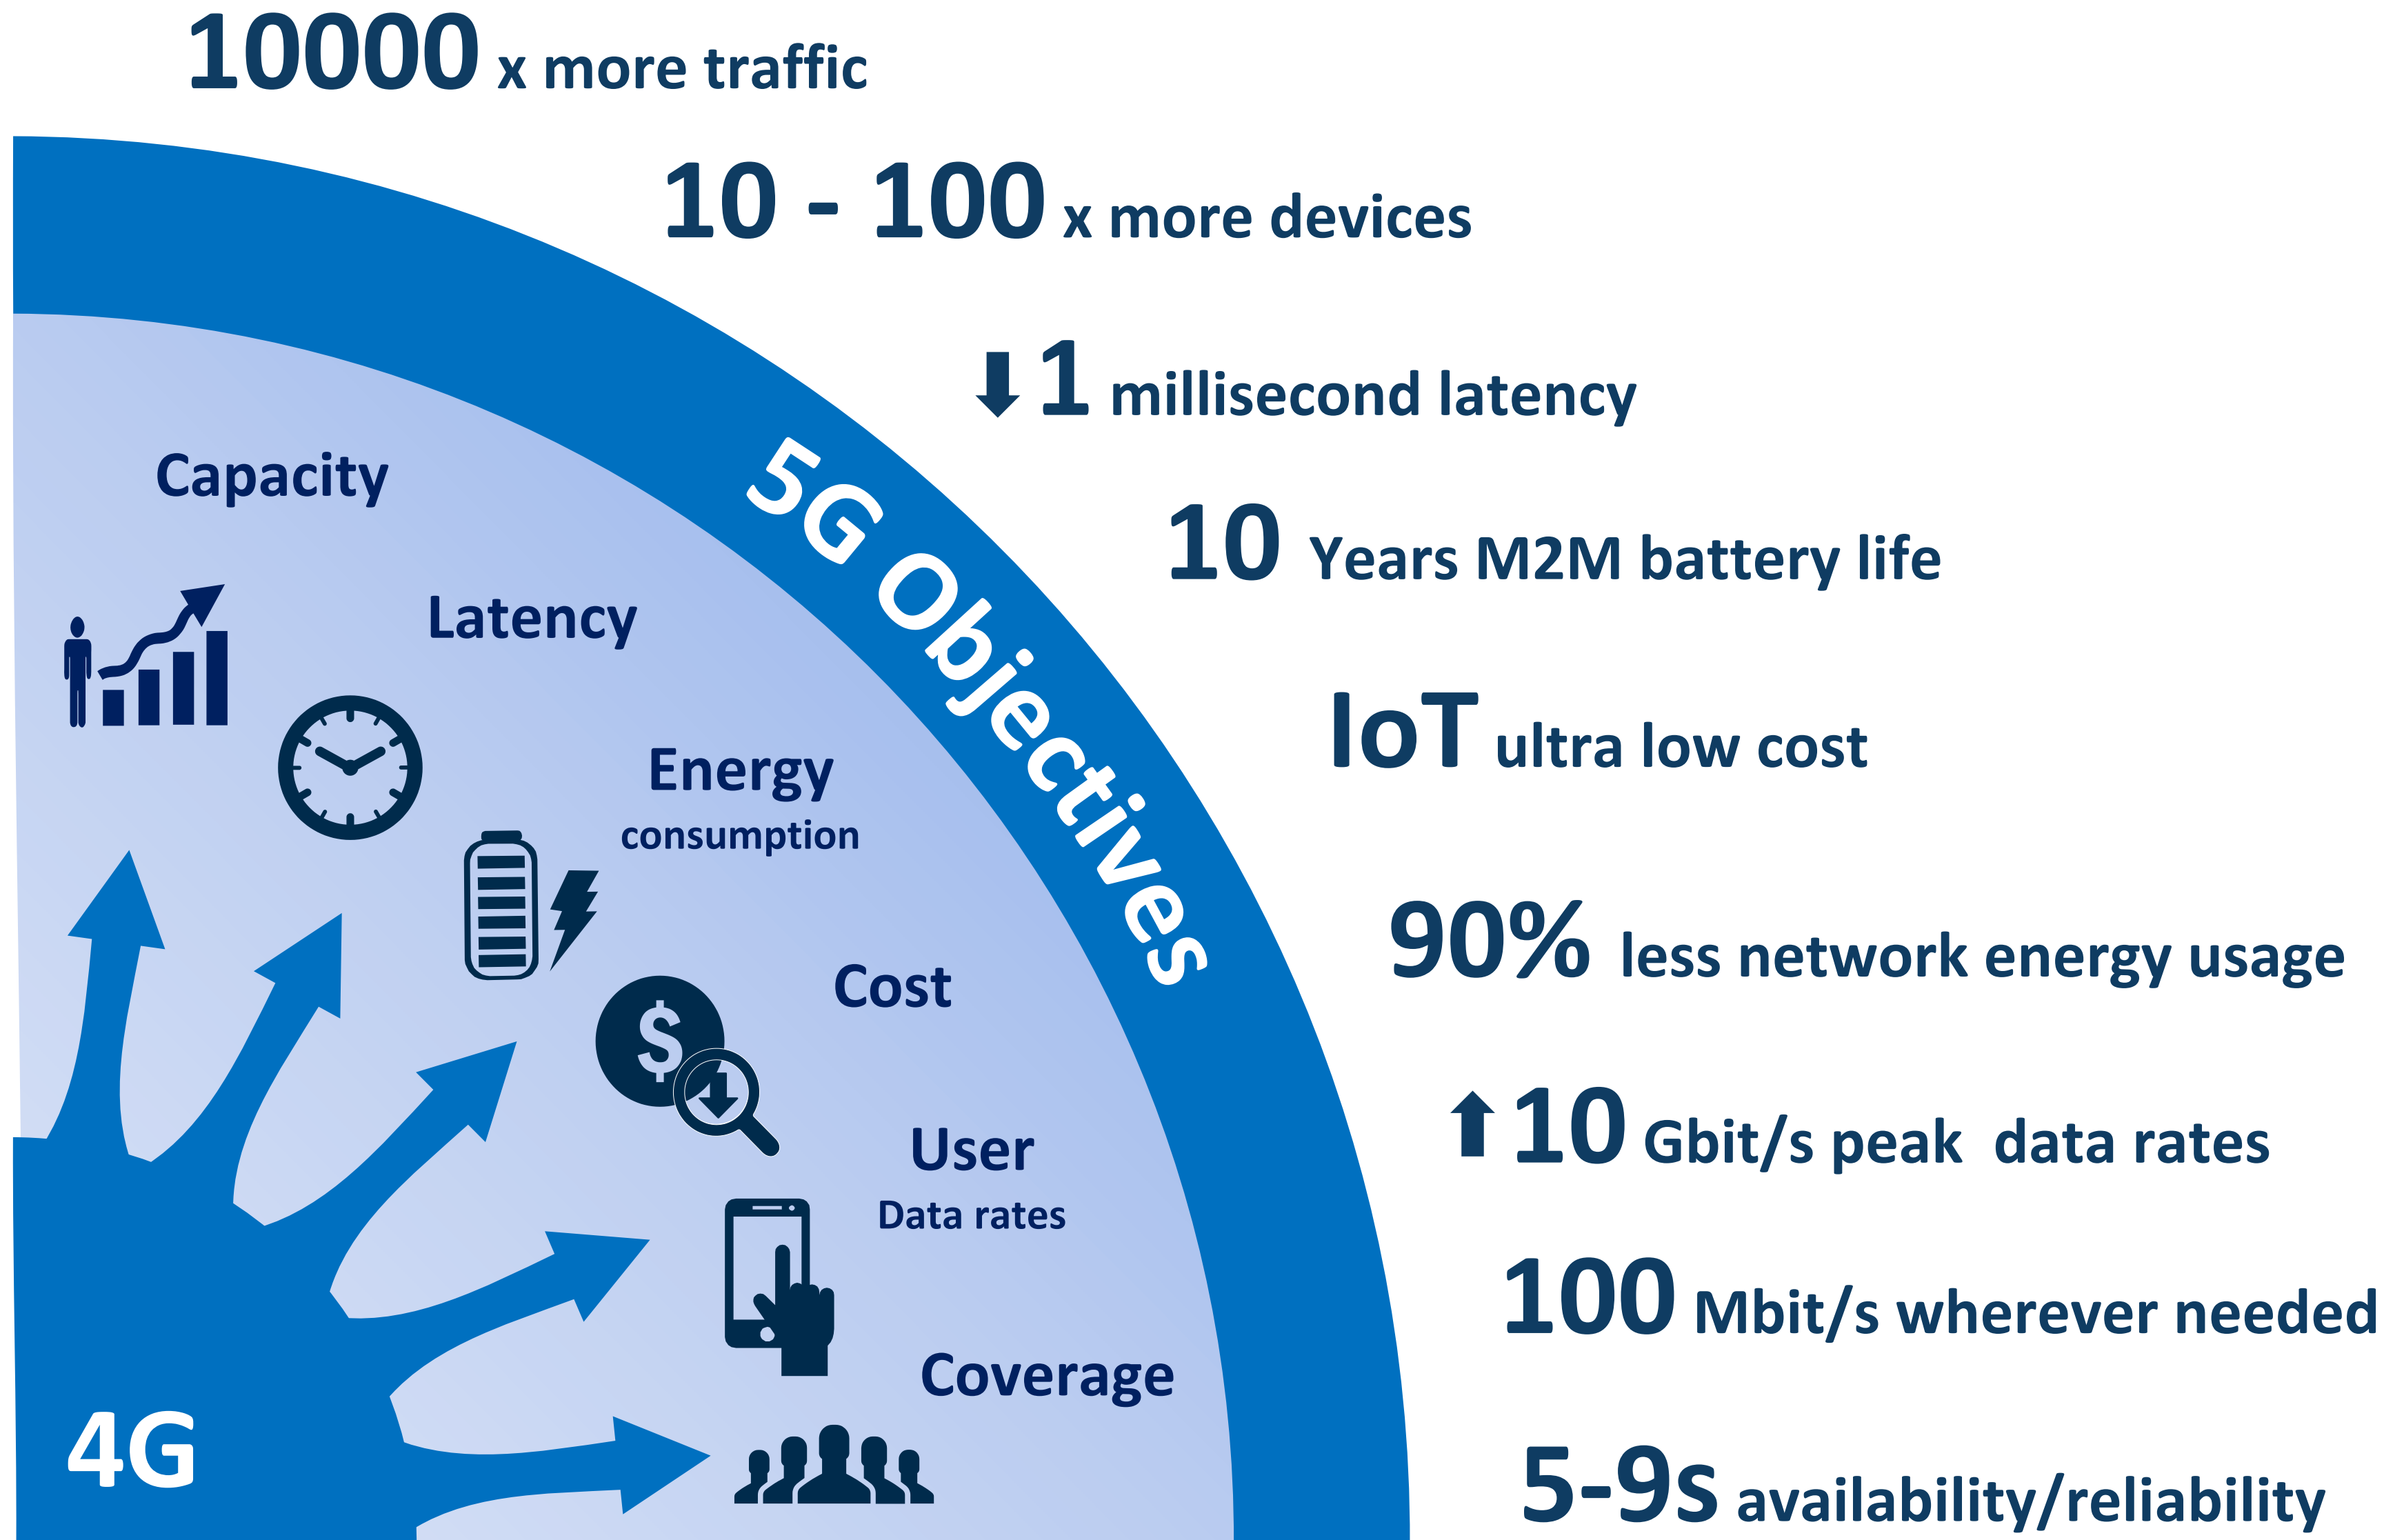 10000 x more traffic
10 - 100 x more devices
1 millisecond latency
10 Years M2M battery life
IoT ultra low cost
90% less network energy usage
10 Gbit/s peak data rates
100 Mbit/s wherever needed
5-9s availability/reliability
5G Objectives
Capacity
Latency
Energy
consumption
Cost
$
User
Data rates
Coverage
4G